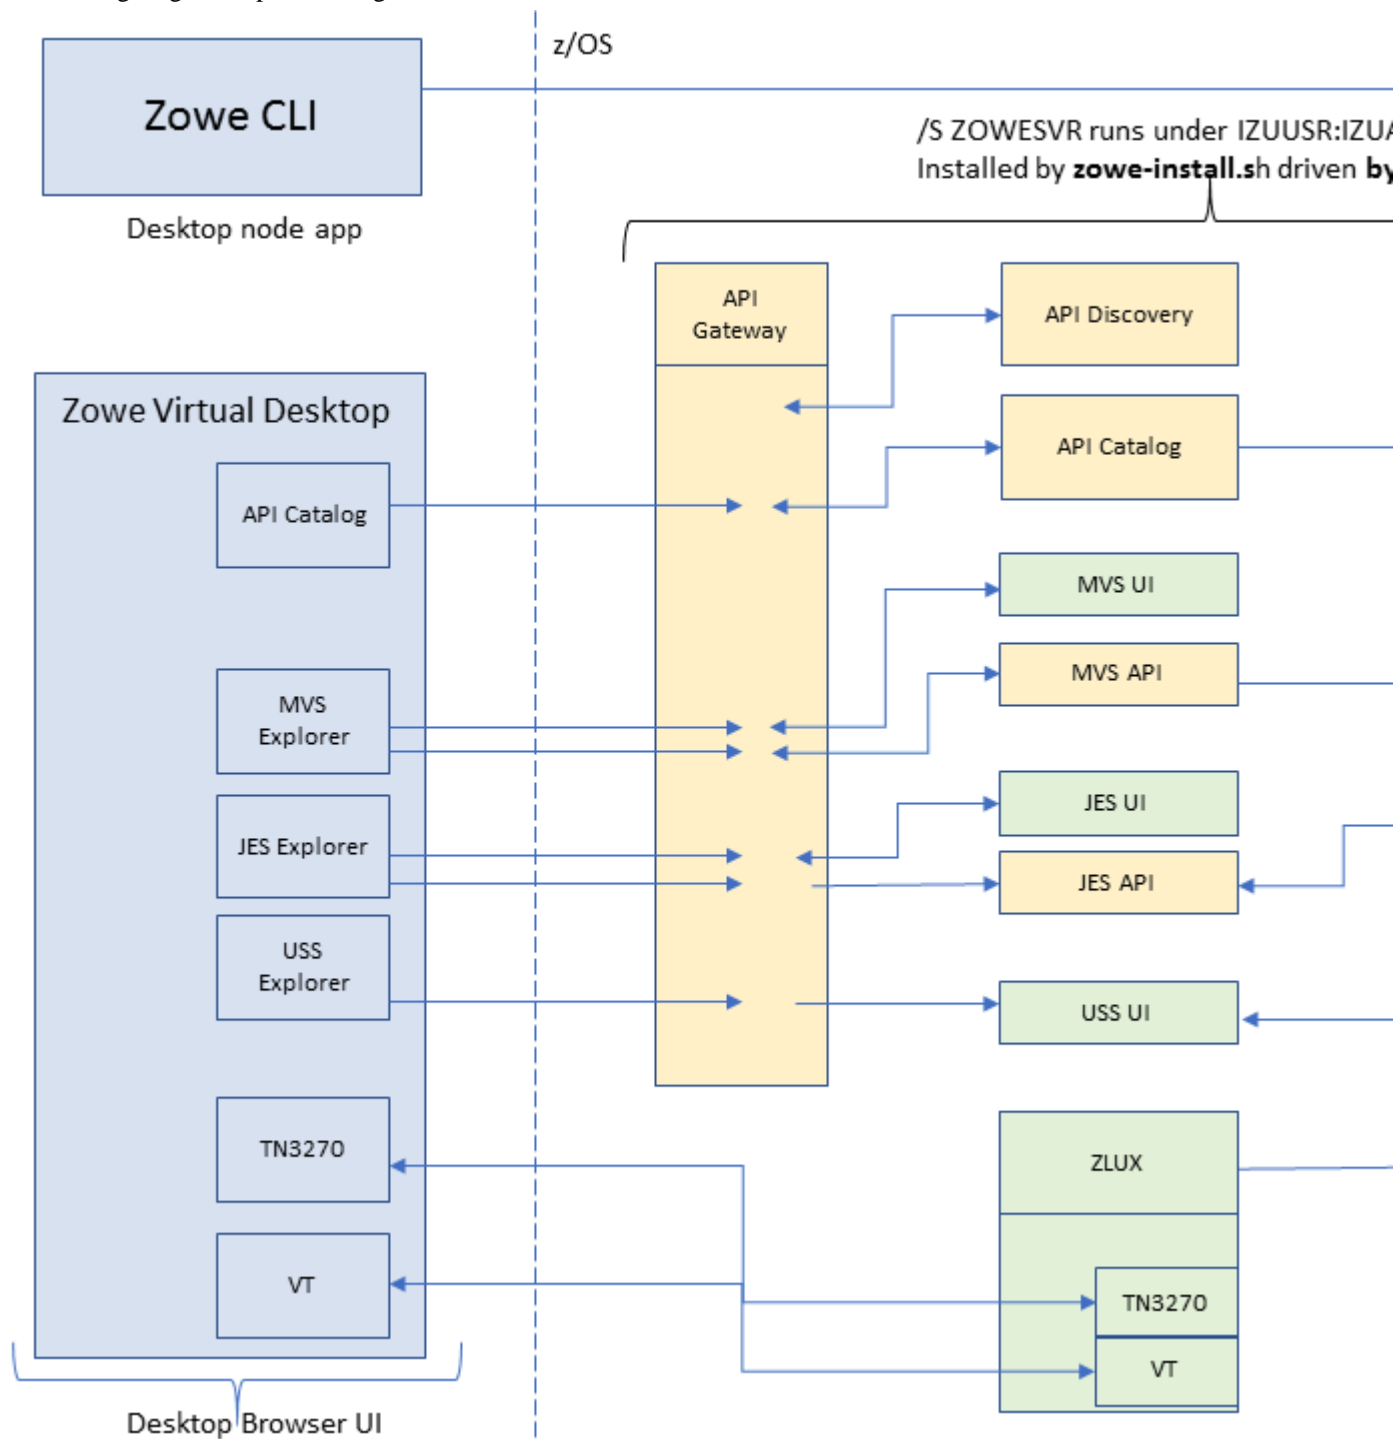 z/OS
Zowe CLI
Desktop node app
/S ZOWESVR runs under IZUUSR:IZUA
Installed by zowe-install.sh driven by
API
Gateway
API Discovery
API Catalog
MVS UI
MVS API
JES UI
JES API
USS UI
ZLUX
TN3270
VT
Zowe Virtual Desktop
API Catalog
MVS
Explorer
JES Explorer
USS
Explorer
TN3270
VT
Desktop Browser UI